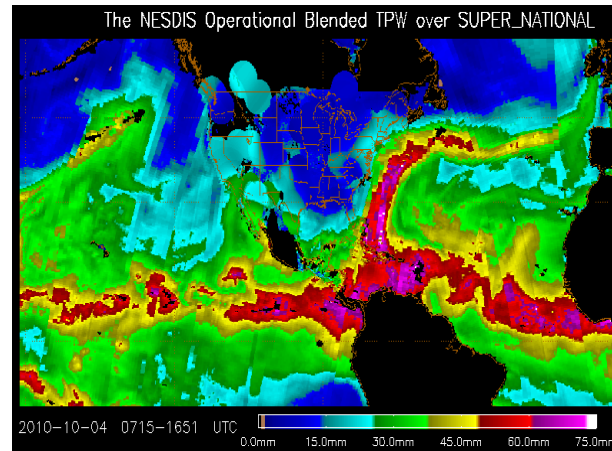 The NESDIS Operational Blended TPW over SUPER_NATIONAL
2010-10-04 0715-1651 UTC
0.0mm 15.0mm 30.0mm 45.0mm 60.0mm 75.0mm